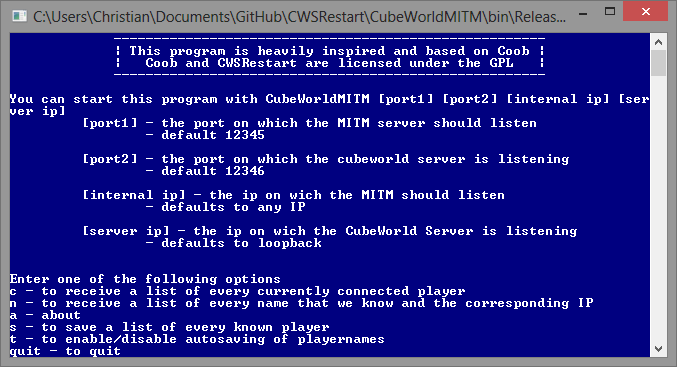 C:\Users\Christian\Documents\GitHub\CWSRestart\CubeWorldMITM\bin\Releas...
------------------------------------------------------
¦ This program is heavily inspired and based on Coob ¦
¦    Coob and CWSRestart are licensed under the GPL   ¦
------------------------------------------------------
You can start this program with CubeWorldMITM [port1] [port2] [internal ip] [ser
ver ip]
[port1] - the port on which the MITM server should listen
- default 12345
[port2] - the port on which the cubeworld server is listening
- default 12346
[internal ip] - the ip on wich the MITM should listen
- defaults to any IP
[server ip] - the ip on wich the CubeWorld Server is listening
- defaults to loopback
Enter one of the following options
c - to receive a list of every currently connected player
n - to receive a list of every name that we know and the corresponding IP
a - about
s - to save a list of every known player
t - to enable/disable autosaving of playernames
quit - to quit